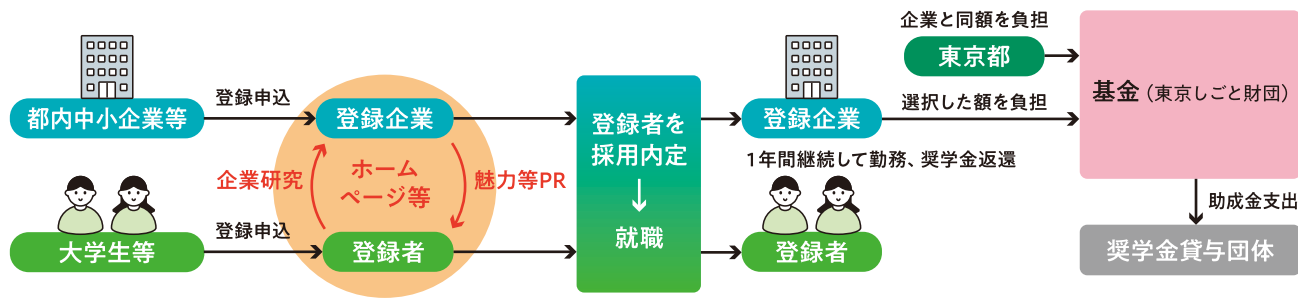 都内中小企業等
登録申込
登録企業
企業研究
ホーム
ページ等
魅力等PR
大学生等
登録申込
登録者
登録者を
採用内定
就職
登録企業
1年間継続して勤務、奨学金返還
登録者
企業と同額を負担
東京都
選択した額を負担
基金（東京しごと財団）
助成金支出
奨学金貸与団体